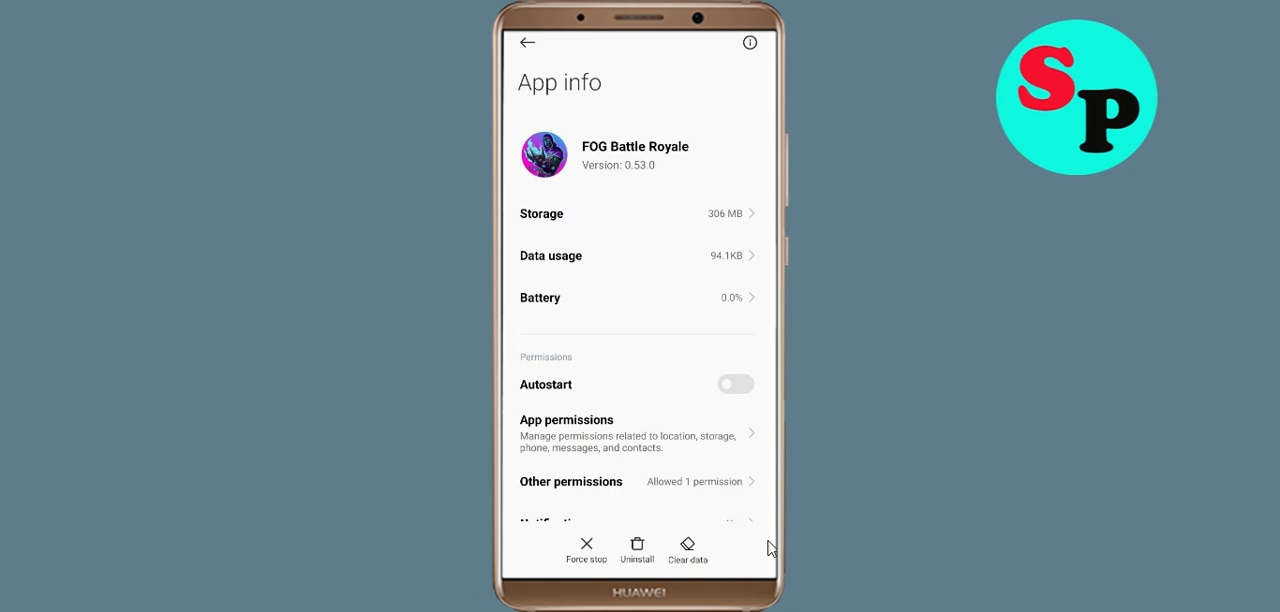 App info
FOG Battle Royale
Version: 0.53.0
Storage 306 MB
Data usage 94.1KB
Battery 0.0%
Permissions
Autostart
App permissions
Manage permissions related to location, storage,
phone, messages, and contacts.
Other permissions Allowed 1 permission
Force stop Uninstall Clear data
HUAWEI
SP